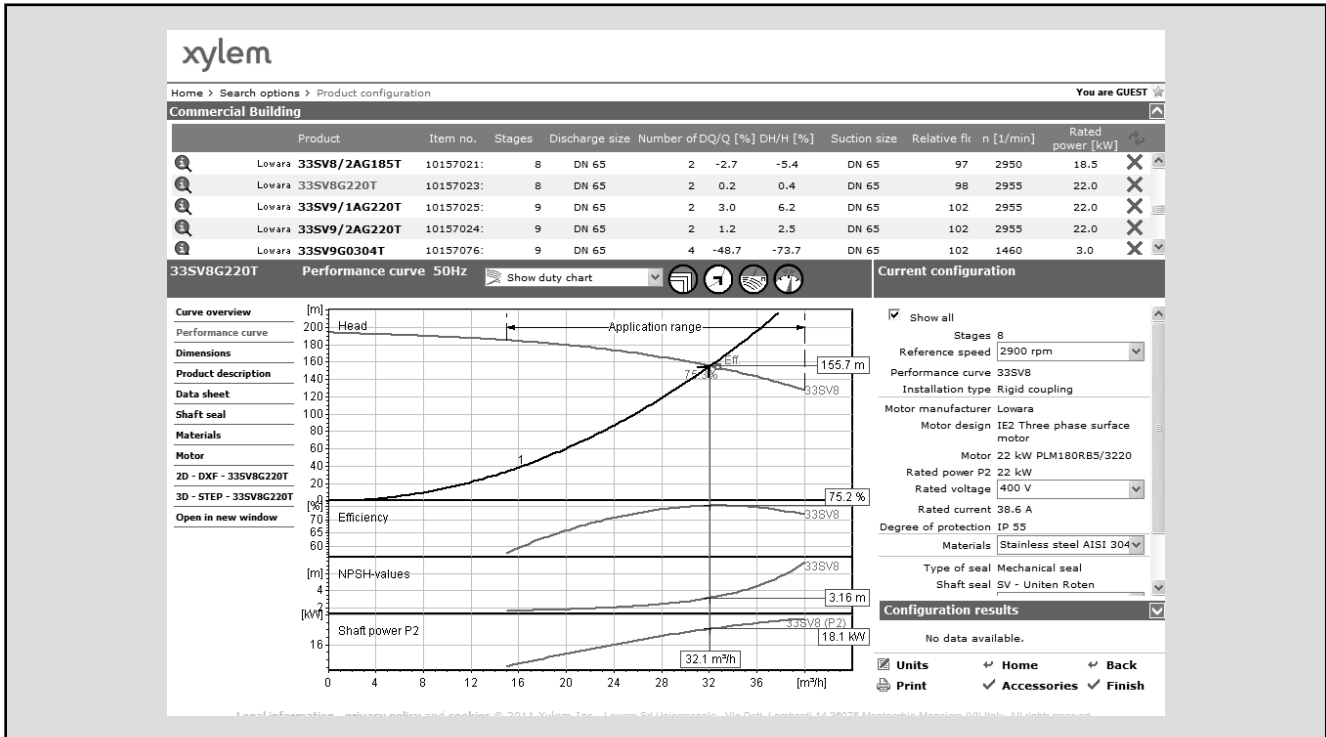 xylem
Home > Search options > Product configuration You are GUEST
Commercial Building
Product Item no. Stages Discharge size Number of DQ/Q [%] DH/H [%] Suction size Relative flc n [1/min] Rated power [kW]
Lowara 33SV8/2AG185T 10157021: 8 DN 65 2 -2.7 -5.4 DN 65 97 2950 18.5
Lowara 33SV8G220T 10157023: 8 DN 65 2 0.2 0.4 DN 65 98 2955 22.0
Lowara 33SV9/1AG220T 10157025: 9 DN 65 2 3.0 6.2 DN 65 102 2955 22.0
Lowara 33SV9/2AG220T 10157024: 9 DN 65 2 1.2 2.5 DN 65 102 2955 22.0
Lowara 33SV9G0304T 10157076: 9 DN 65 4 -48.7 -73.7 DN 65 102 1460 3.0
33SV8G220T Performance curve 50Hz Show duty chart Current configuration
Curve overview
Performance curve
Dimensions
Product description
Data sheet
Shaft seal
Materials
Motor
2D - DXF - 33SV8G220T
3D - STEP - 33SV8G220T
Open in new window
[m]
200
180
160
140
120
100
80
60
40
20
0
Head
Application range
Eff.
155.7 m
33SV8
1
[%]
70
65
60
Efficiency
75.2 %
33SV8
[m]
4
2
NPSH-values
33SV8
3.16 m
[kW]
16
Shaft power P2
33SV8 (P2)
18.1 kW
32.1 m³/h
0 4 8 12 16 20 24 28 32 36 [m³/h]
Show all
Stages 8
Reference speed 2900 rpm
Performance curve 33SV8
Installation type Rigid coupling
Motor manufacturer Lowara
Motor design IE2 Three phase surface
motor
Motor 22 kW PLM180RB5/3220
Rated power P2 22 kW
Rated voltage 400 V
Rated current 38.6 A
Degree of protection IP 55
Materials Stainless steel AISI 304
Type of seal Mechanical seal
Shaft seal SV - Uniten Roten
Configuration results
No data available.
Units Home Back
Print Accessories Finish